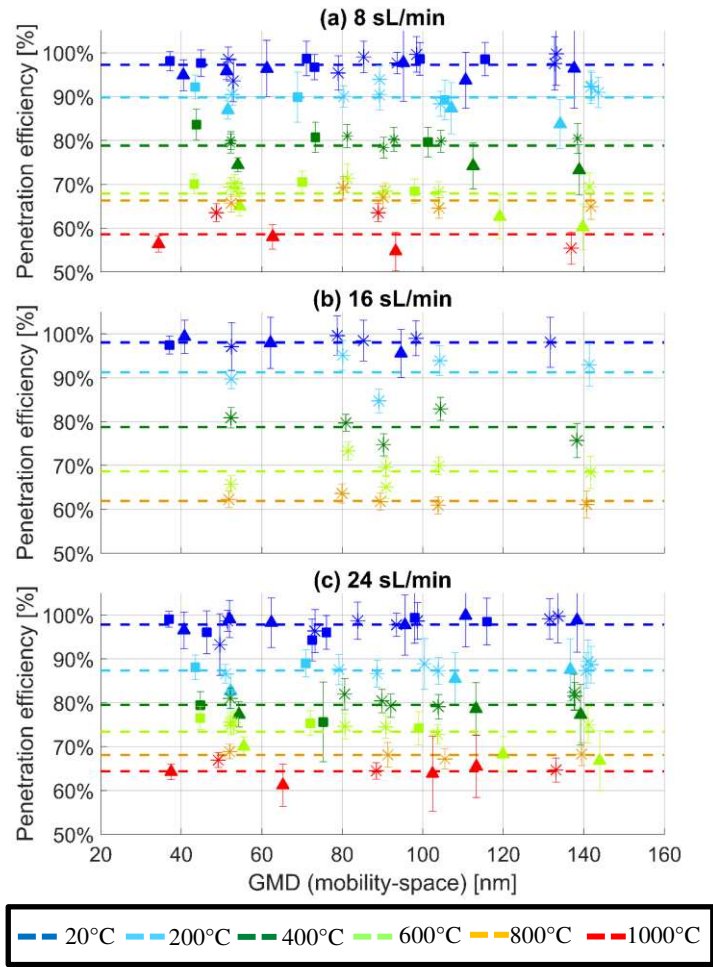 (a) 8 sL/min
Penetration efficiency [%]
100%
90%
80%
70%
60%
50%
(b) 16 sL/min
Penetration efficiency [%]
100%
90%
80%
70%
60%
50%
(c) 24 sL/min
Penetration efficiency [%]
100%
90%
80%
70%
60%
50%
20 40 60 80 100 120 140 160
GMD (mobility-space) [nm]
20°C 200°C 400°C 600°C 800°C 1000°C